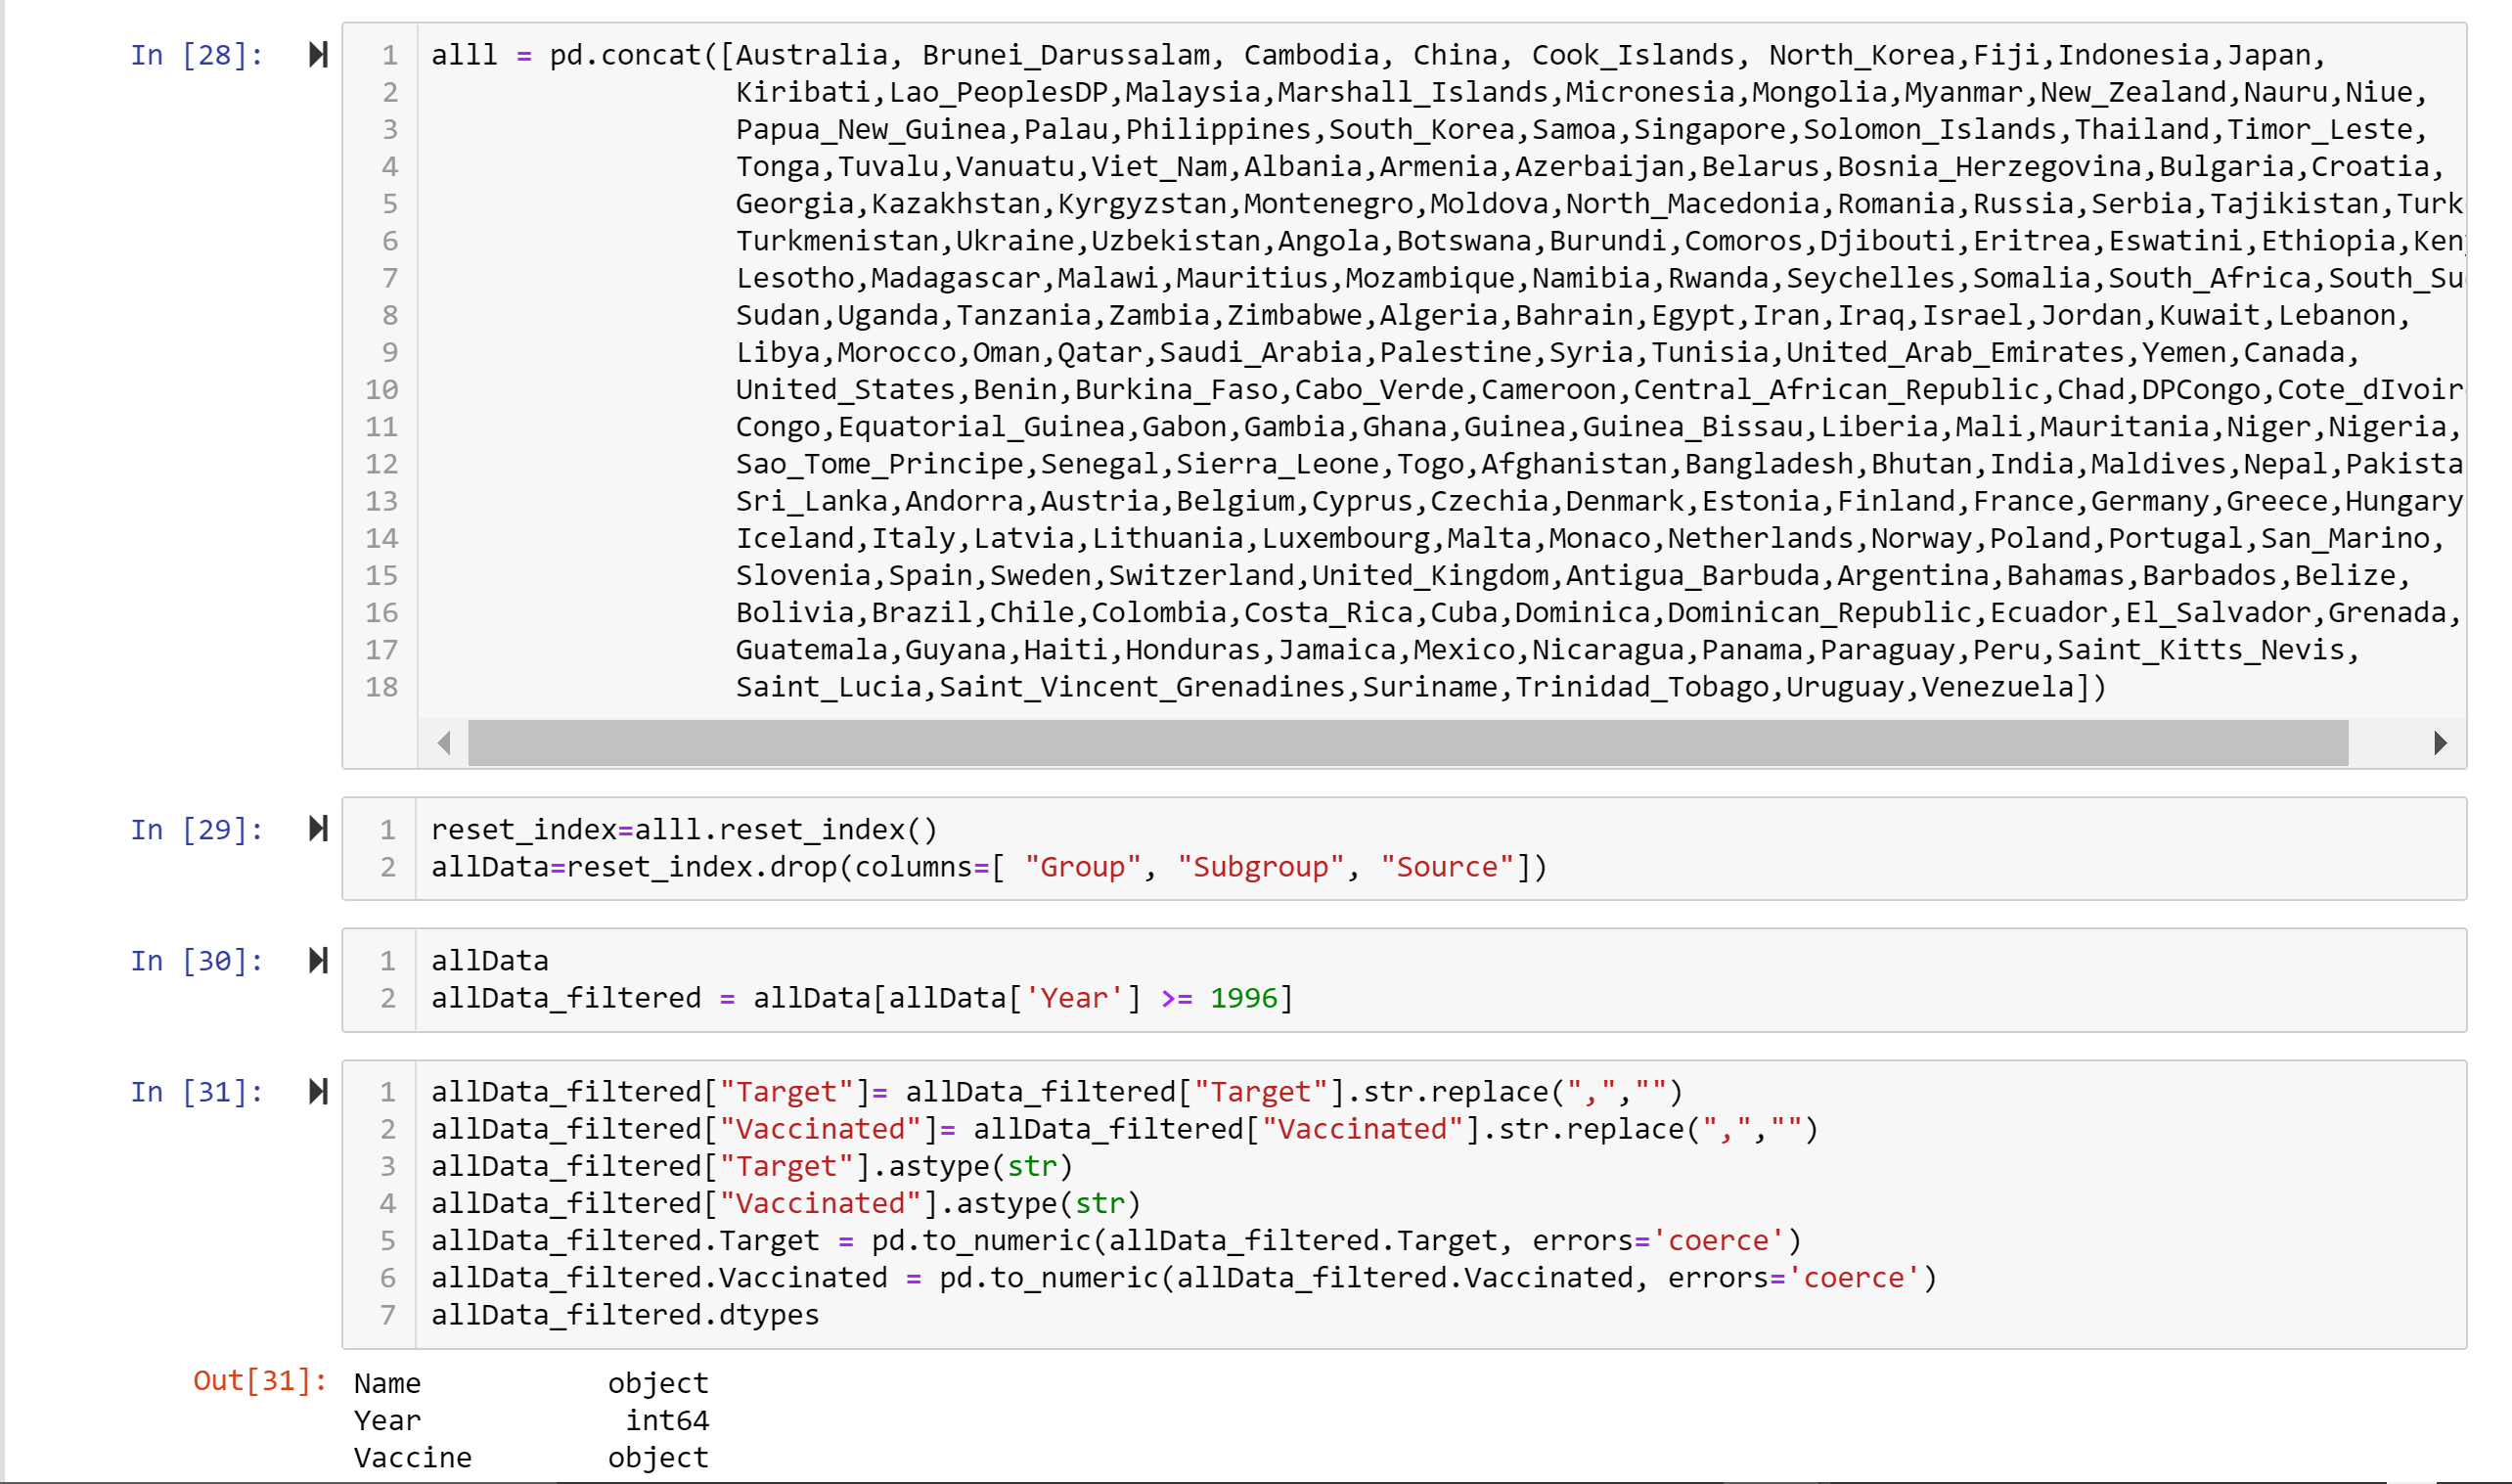 In [28]:
1 alll = pd.concat([Australia, Brunei_Darussalam, Cambodia, China, Cook_Islands, North_Korea,Fiji,Indonesia,Japan,
2 Kiribati,Lao_PeoplesDP,Malaysia,Marshall_Islands,Micronesia,Mongolia,Myanmar,New_Zealand,Nauru,Niue,
3 Papua_New_Guinea,Palau,Philippines,South_Korea,Samoa,Singapore,Solomon_Islands,Thailand,Timor_Leste,
4 Tonga,Tuvalu,Vanuatu,Viet_Nam,Albania,Armenia,Azerbaijan,Belarus,Bosnia_Herzegovina,Bulgaria,Croatia,
5 Georgia,Kazakhstan,Kyrgyzstan,Montenegro,Moldova,North_Macedonia,Romania,Russia,Serbia,Tajikistan,Turk
6 Turkmenistan,Ukraine,Uzbekistan,Angola,Botswana,Burundi,Comoros,Djibouti,Eritrea,Eswatini,Ethiopia,Ken
7 Lesotho,Madagascar,Malawi,Mauritius,Mozambique,Namibia,Rwanda,Seychelles,Somalia,South_Africa,South_Su
8 Sudan,Uganda,Tanzania,Zambia,Zimbabwe,Algeria,Bahrain,Egypt,Iran,Iraq,Israel,Jordan,Kuwait,Lebanon,
9 Libya,Morocco,Oman,Qatar,Saudi_Arabia,Palestine,Syria,Tunisia,United_Arab_Emirates,Yemen,Canada,
10 United_States,Benin,Burkina_Faso,Cabo_Verde,Cameroon,Central_African_Republic,Chad,DPCongo,Cote_dIvoir
11 Congo,Equatorial_Guinea,Gabon,Gambia,Ghana,Guinea,Guinea_Bissau,Liberia,Mali,Mauritania,Niger,Nigeria,
12 Sao_Tome_Principe,Senegal,Sierra_Leone,Togo,Afghanistan,Bangladesh,Bhutan,India,Maldives,Nepal,Pakista
13 Sri_Lanka,Andorra,Austria,Belgium,Cyprus,Czechia,Denmark,Estonia,Finland,France,Germany,Greece,Hungary
14 Iceland,Italy,Latvia,Lithuania,Luxembourg,Malta,Monaco,Netherlands,Norway,Poland,Portugal,San_Marino,
15 Slovenia,Spain,Sweden,Switzerland,United_Kingdom,Antigua_Barbuda,Argentina,Bahamas,Barbados,Belize,
16 Bolivia,Brazil,Chile,Colombia,Costa_Rica,Cuba,Dominica,Dominican_Republic,Ecuador,El_Salvador,Grenada,
17 Guatemala,Guyana,Haiti,Honduras,Jamaica,Mexico,Nicaragua,Panama,Paraguay,Peru,Saint_Kitts_Nevis,
18 Saint_Lucia,Saint_Vincent_Grenadines,Suriname,Trinidad_Tobago,Uruguay,Venezuela])
In [29]:
1 reset_index=alll.reset_index()
2 allData=reset_index.drop(columns=[ "Group", "Subgroup", "Source"])
In [30]:
1 allData
2 allData_filtered = allData[allData['Year'] >= 1996]
In [31]:
1 allData_filtered["Target"]= allData_filtered["Target"].str.replace(",","")
2 allData_filtered["Vaccinated"]= allData_filtered["Vaccinated"].str.replace(",","")
3 allData_filtered["Target"].astype(str)
4 allData_filtered["Vaccinated"].astype(str)
5 allData_filtered.Target = pd.to_numeric(allData_filtered.Target, errors='coerce')
6 allData_filtered.Vaccinated = pd.to_numeric(allData_filtered.Vaccinated, errors='coerce')
7 allData_filtered.dtypes
Out[31]:
Name object
Year int64
Vaccine object